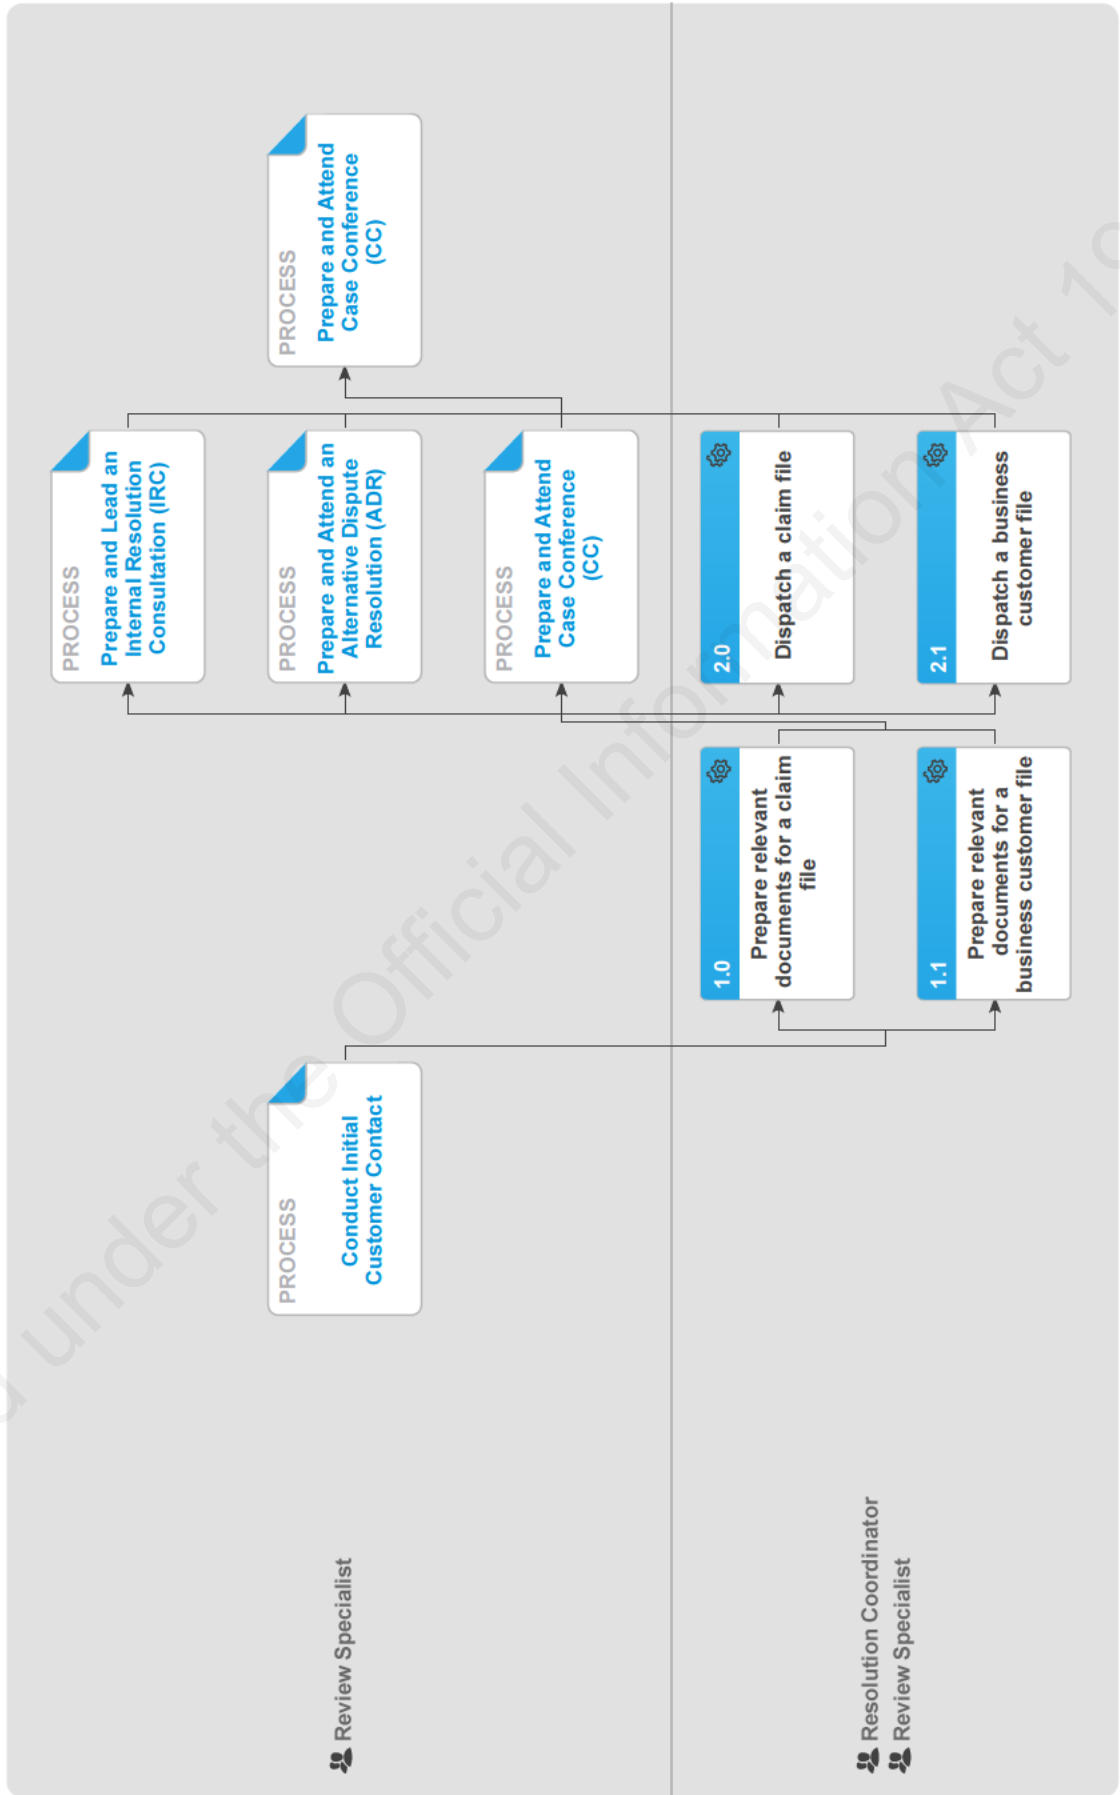 Review Specialist
PROCESS
Conduct Initial
Customer Contact
PROCESS
Prepare and Lead an
Internal Resolution
Consultation (IRC)
PROCESS
Prepare and Attend an
Alternative Dispute
Resolution (ADR)
PROCESS
Prepare and Attend
Case Conference
(CC)
PROCESS
Prepare and Attend
Case Conference
(CC)
Resolution Coordinator
Review Specialist
1.0
Prepare relevant
documents for a claim
file
1.1
Prepare relevant
documents for a
business customer file
2.0
Dispatch a claim file
2.1
Dispatch a business
customer file
under the Official Information Act